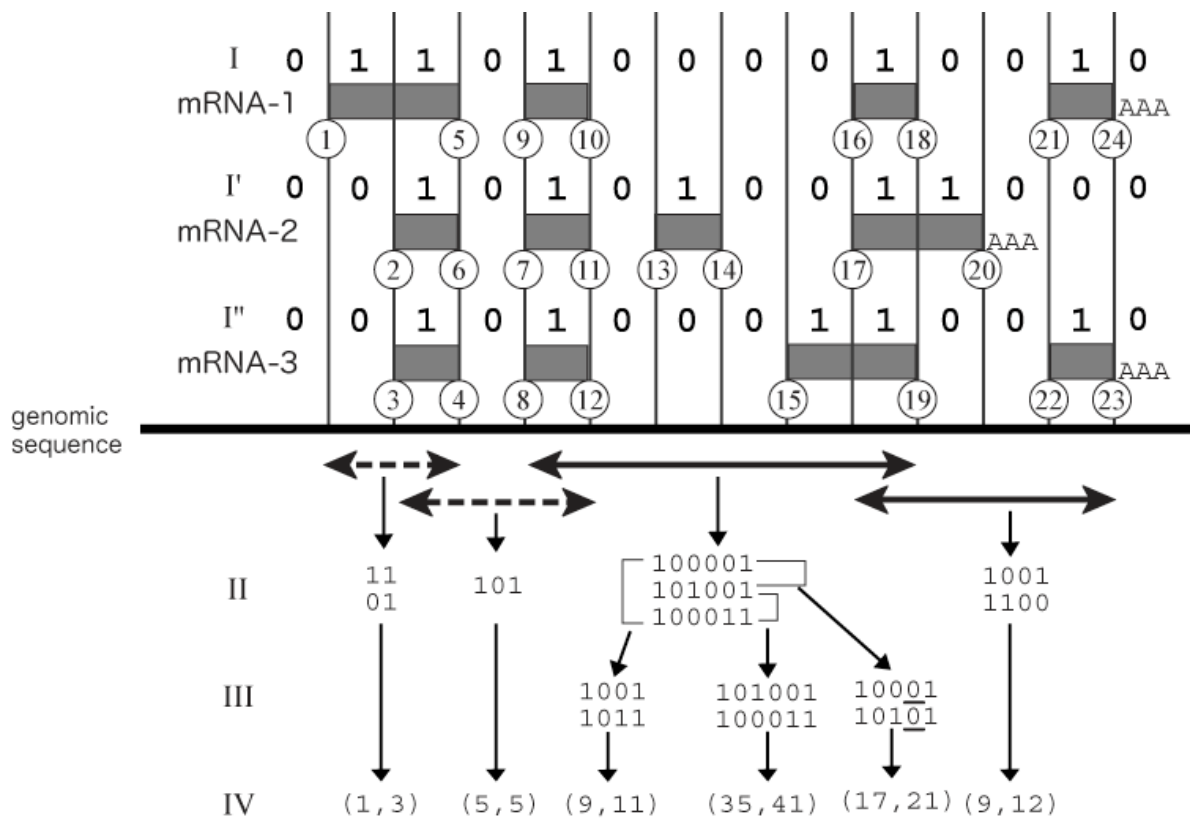 I 0 1 1 0 1 0 0 0 0 1 0 0 1 0
mRNA-1 AAA
1 5 9 10 16 18 21 24
I' 0 0 1 0 1 0 1 0 0 1 1 0 0 0
mRNA-2 AAA
2 6 7 11 13 14 17 20
I" 0 0 1 0 1 0 0 0 1 1 0 0 1 0
mRNA-3 AAA
3 4 8 12 15 19 22 23
genomic
sequence
II 11 101 100001 1001
01 101001 1100
100011
III 1001 101001 10001
1011 100011 10101
IV (1,3) (5,5) (9,11) (35,41) (17,21) (9,12)